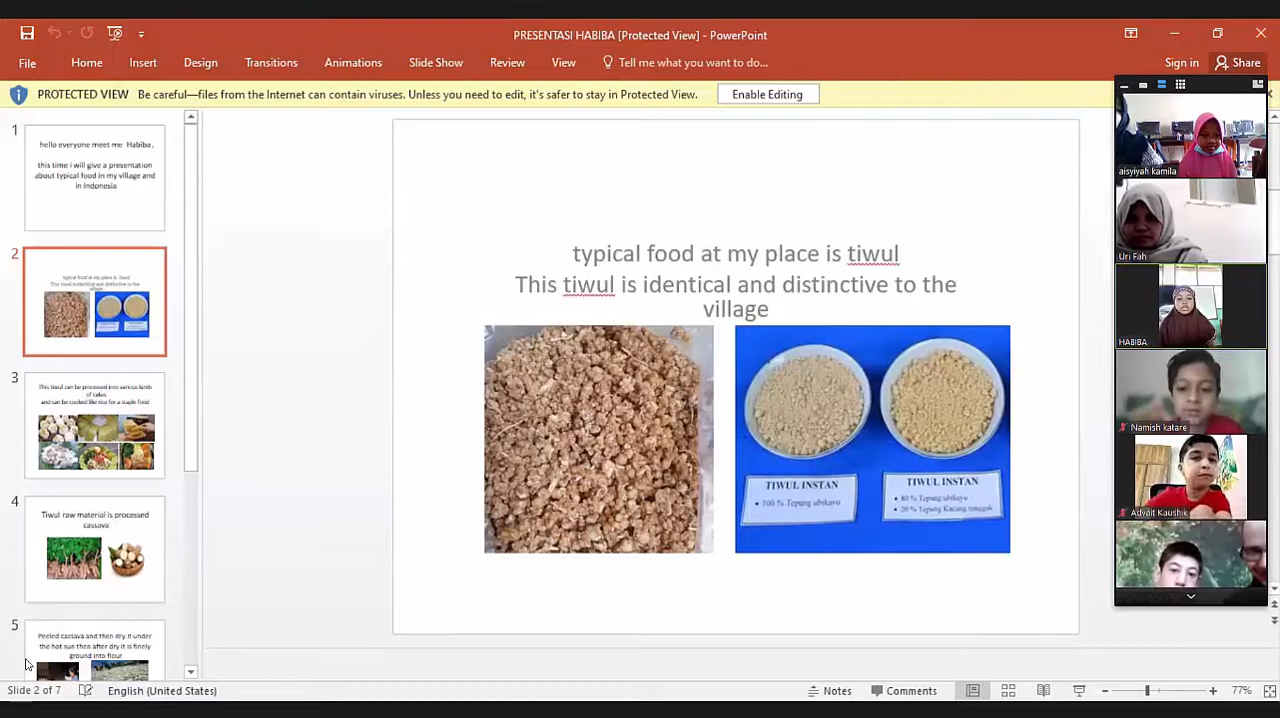 PRESENTASI HABIBA [Protected View] - PowerPoint
File Home Insert Design Transitions Animations Slide Show Review View Tell me what you want to do... Sign in Share
PROTECTED VIEW Be careful—files from the Internet can contain viruses. Unless you need to edit, it's safer to stay in Protected View. Enable Editing
1
hello everyone meet me Habiba,
this time i will give a presentation
about typical food in my village and
in Indonesia
2
typical food at my place is tiwul
This tiwul is identical and distinctive to the
village
3
This tiwul can be processed into various kinds
of cakes
and can be cooked like rice for a staple food
4
Tiwul raw material is processed
cassava
5
Peeled cassava and then dry it under
the hot sun then after dry it is finely
ground into flour
typical food at my place is tiwul
This tiwul is identical and distinctive to the
village
TIWUL INSTAN
• 100 % Tepung ubikayu
TIWUL INSTAN
• 80 % Tepung ubikayu
• 20 % Tepung Kacang tunggak
aisyiyah kamila
Uri Fah
HABIBA
Namish katare
Advait Kaushik
Slide 2 of 7 English (United States) Notes Comments 77%